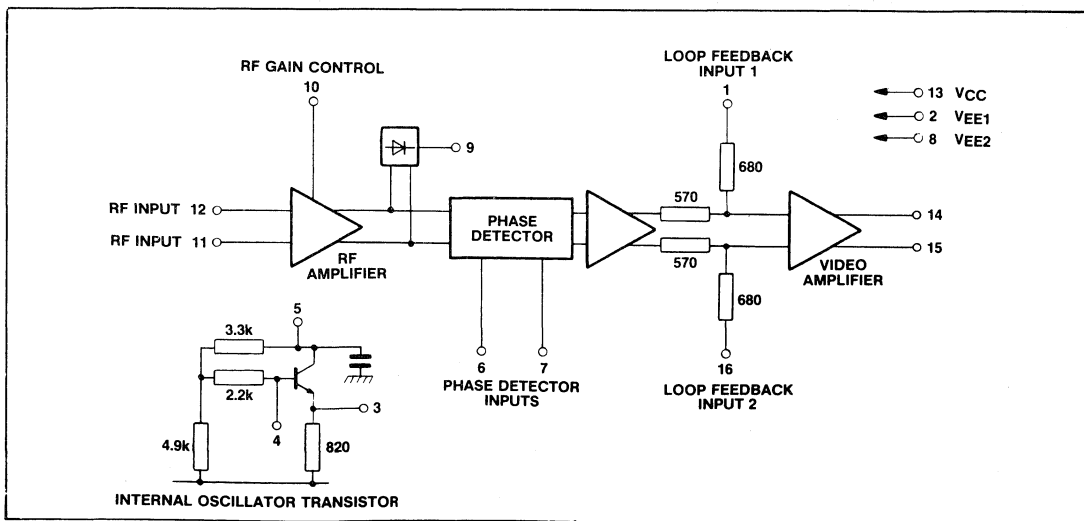 RF GAIN CONTROL
10
LOOP FEEDBACK
INPUT 1
1
13 VCC
2 VEE1
8 VEE2
9
680
570
RF INPUT 12
RF INPUT 11
RF
AMPLIFIER
PHASE
DETECTOR
570
VIDEO
AMPLIFIER
14
15
680
6
7
PHASE DETECTOR
INPUTS
16
LOOP FEEDBACK
INPUT 2
5
3.3k
2.2k
4
3
4.9k
820
INTERNAL OSCILLATOR TRANSISTOR